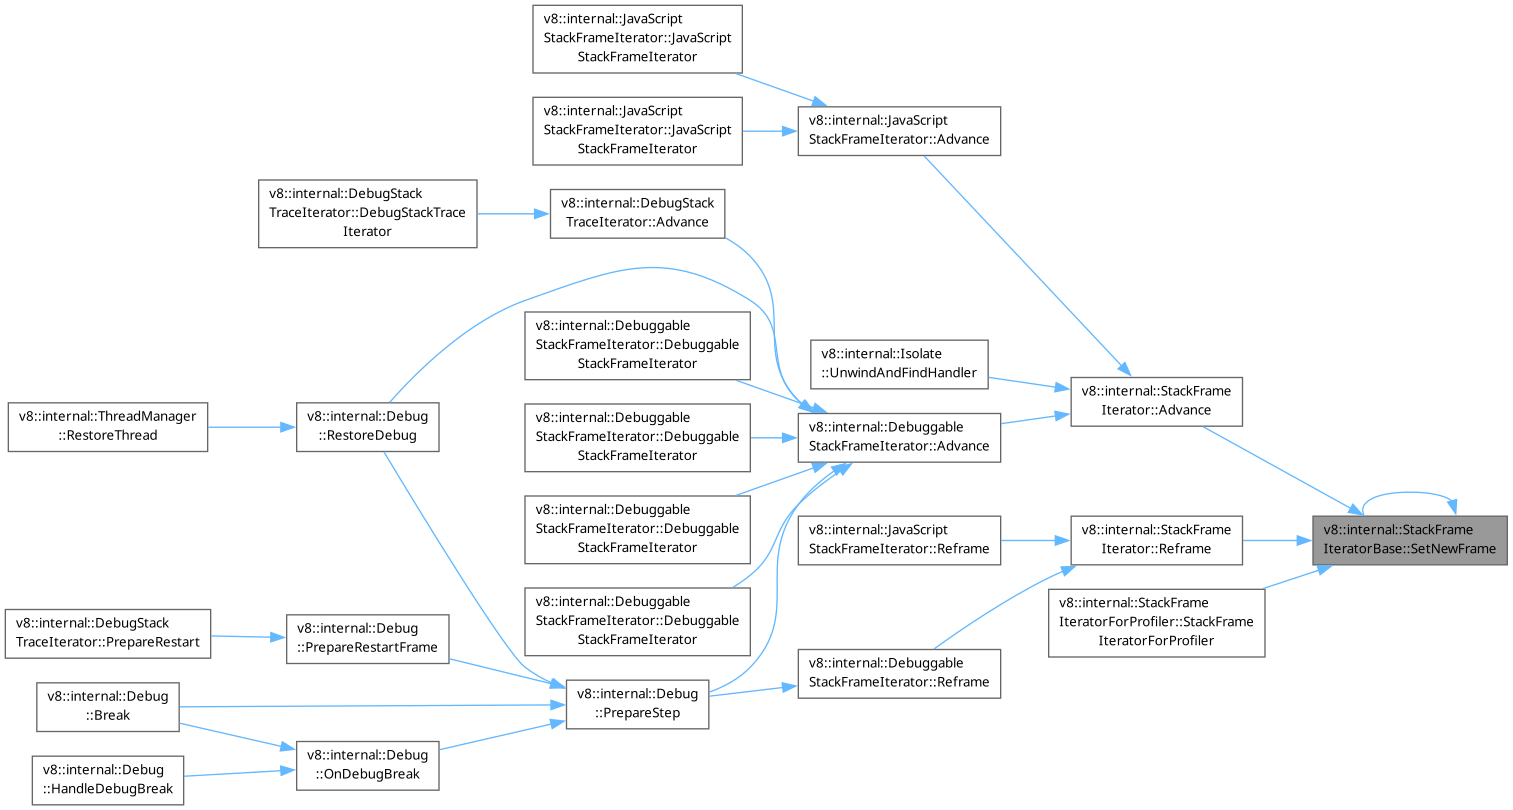 v8::internal::JavaScript
StackFrameIterator::JavaScript
StackFrameIterator
v8::internal::JavaScript
StackFrameIterator::JavaScript
StackFrameIterator
v8::internal::JavaScript
StackFrameIterator::Advance
v8::internal::DebugStack
TraceIterator::DebugStackTrace
Iterator
v8::internal::DebugStack
TraceIterator::Advance
v8::internal::Debuggable
StackFrameIterator::Debuggable
StackFrameIterator
v8::internal::Isolate
::UnwindAndFindHandler
v8::internal::StackFrame
Iterator::Advance
v8::internal::ThreadManager
::RestoreThread
v8::internal::Debug
::RestoreDebug
v8::internal::Debuggable
StackFrameIterator::Debuggable
StackFrameIterator
v8::internal::Debuggable
StackFrameIterator::Advance
v8::internal::Debuggable
StackFrameIterator::Debuggable
StackFrameIterator
v8::internal::JavaScript
StackFrameIterator::Reframe
v8::internal::StackFrame
Iterator::Reframe
v8::internal::StackFrame
IteratorBase::SetNewFrame
v8::internal::Debuggable
StackFrameIterator::Debuggable
StackFrameIterator
v8::internal::StackFrame
IteratorForProfiler::StackFrame
IteratorForProfiler
v8::internal::DebugStack
TraceIterator::PrepareRestart
v8::internal::Debug
::PrepareRestartFrame
v8::internal::Debuggable
StackFrameIterator::Reframe
v8::internal::Debug
::Break
v8::internal::Debug
::PrepareStep
v8::internal::Debug
::OnDebugBreak
v8::internal::Debug
::HandleDebugBreak